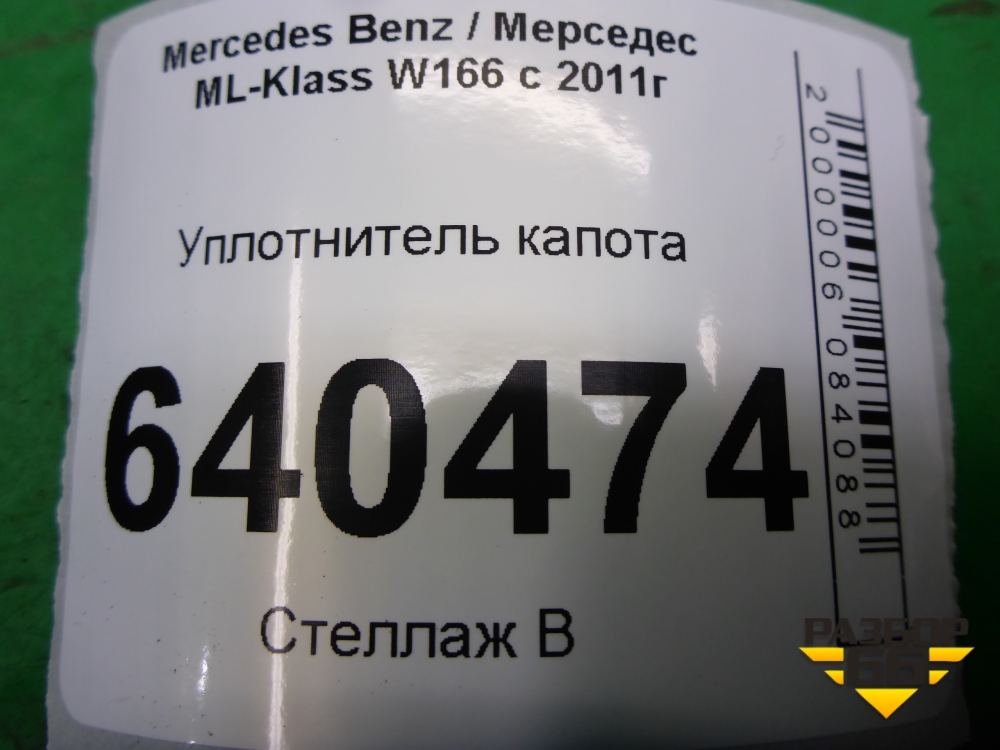 Mercedes Benz / Мерседес
ML-Klass W166 с 2011г
Уплотнитель капота
640474
Стеллаж В
2000006084088
РАЗБОР
66